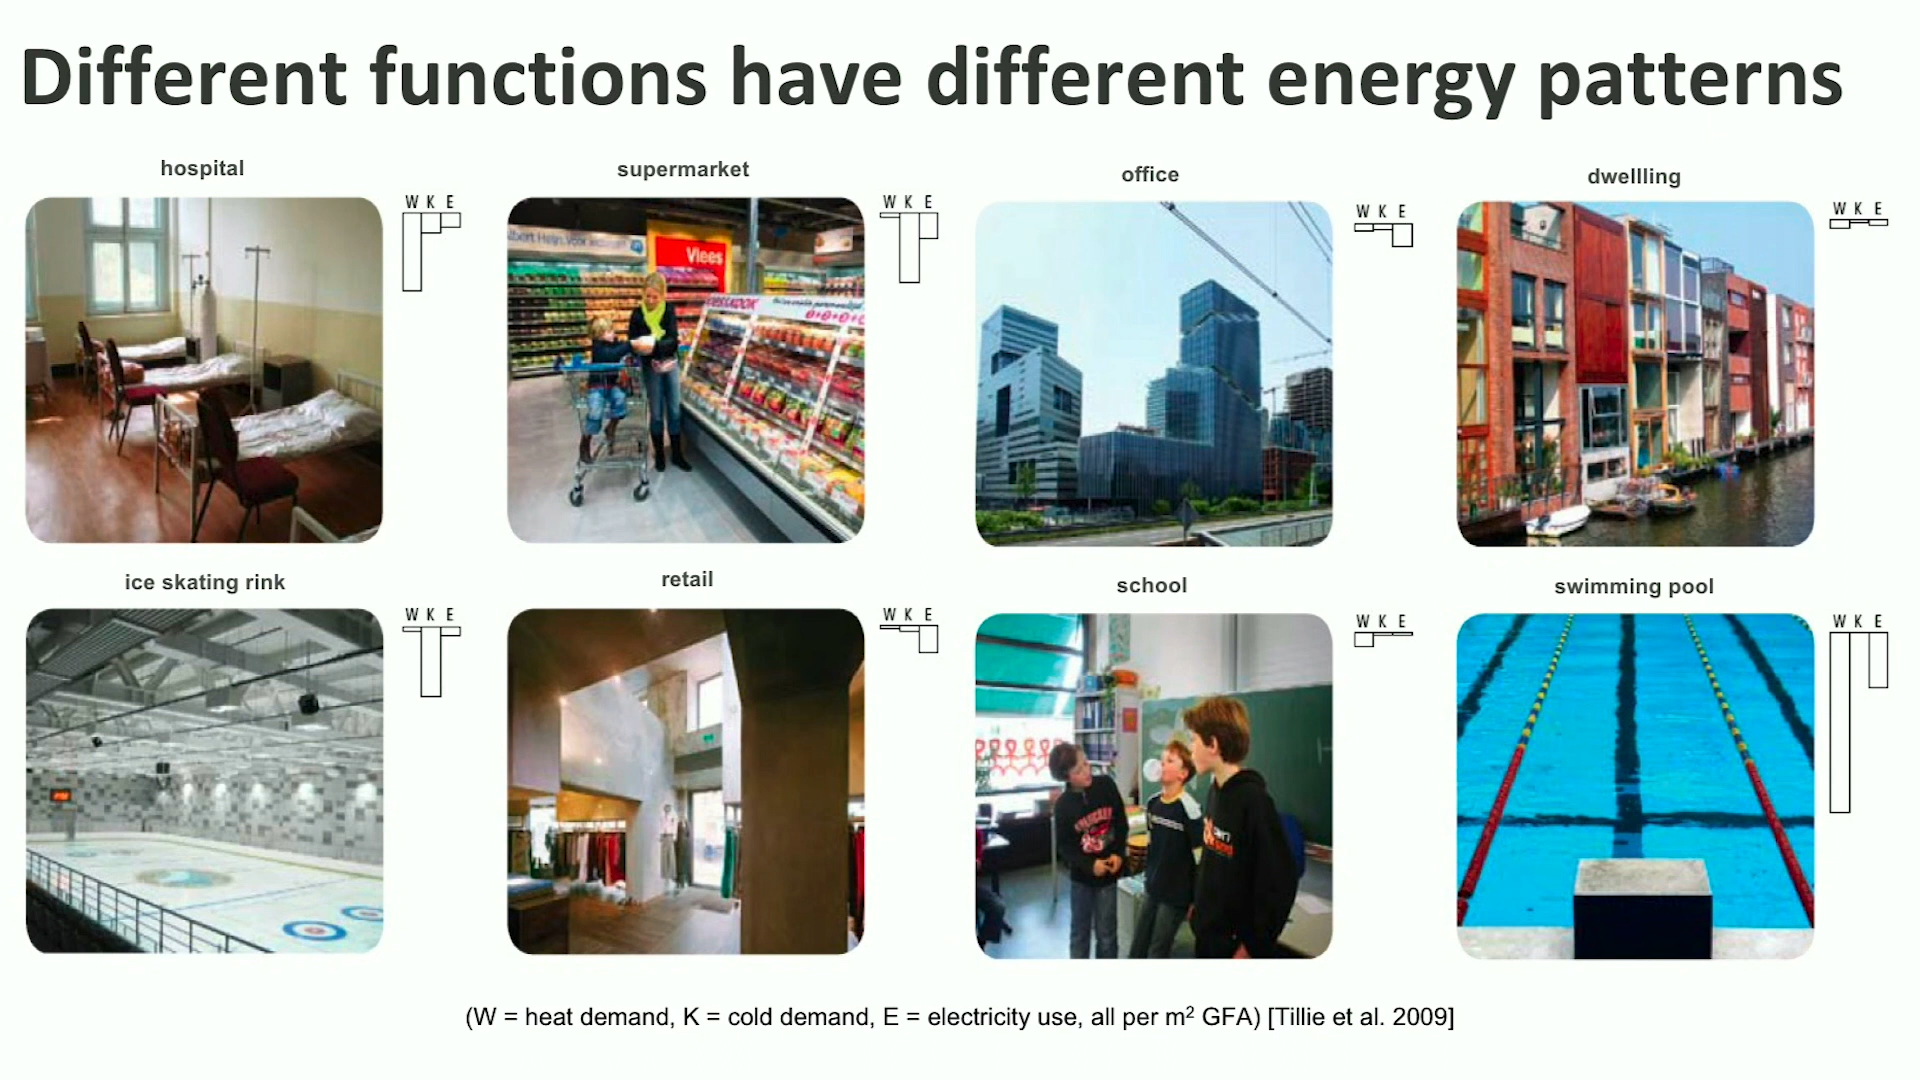 Different functions have different energy patterns
hospital
W K E
supermarket
W K E
office
W K E
dwellling
W K E
Vlees
ice skating rink
W K E
retail
W K E
school
W K E
swimming pool
W K E
(W = heat demand, K = cold demand, E = electricity use, all per m² GFA) [Tillie et al. 2009]